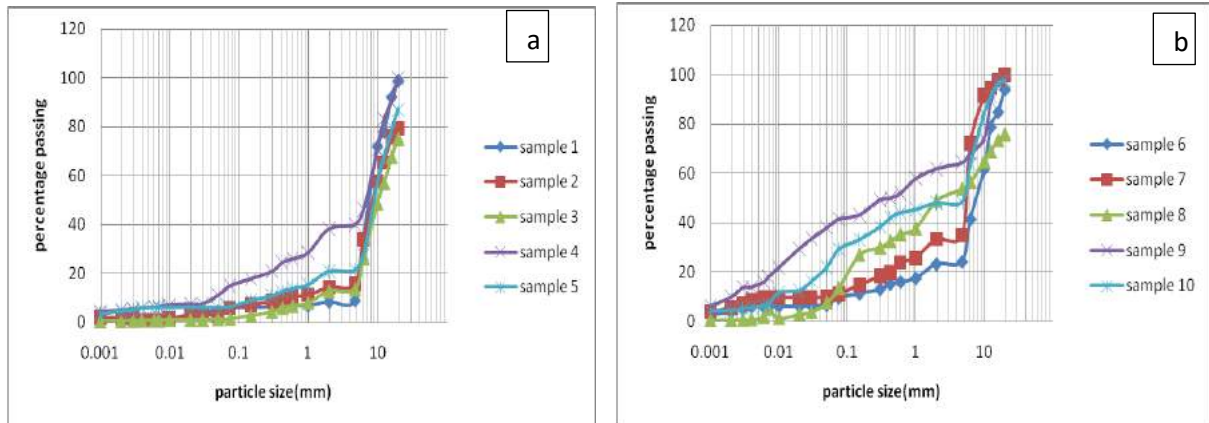 a
120
100
80
60
40
20
0
percentage passing
0.001 0.01 0.1 1 10
particle size(mm)
sample 1
sample 2
sample 3
sample 4
sample 5
b
120
100
80
60
40
20
0
percentage passing
0.001 0.01 0.1 1 10
particle size(mm)
sample 6
sample 7
sample 8
sample 9
sample 10